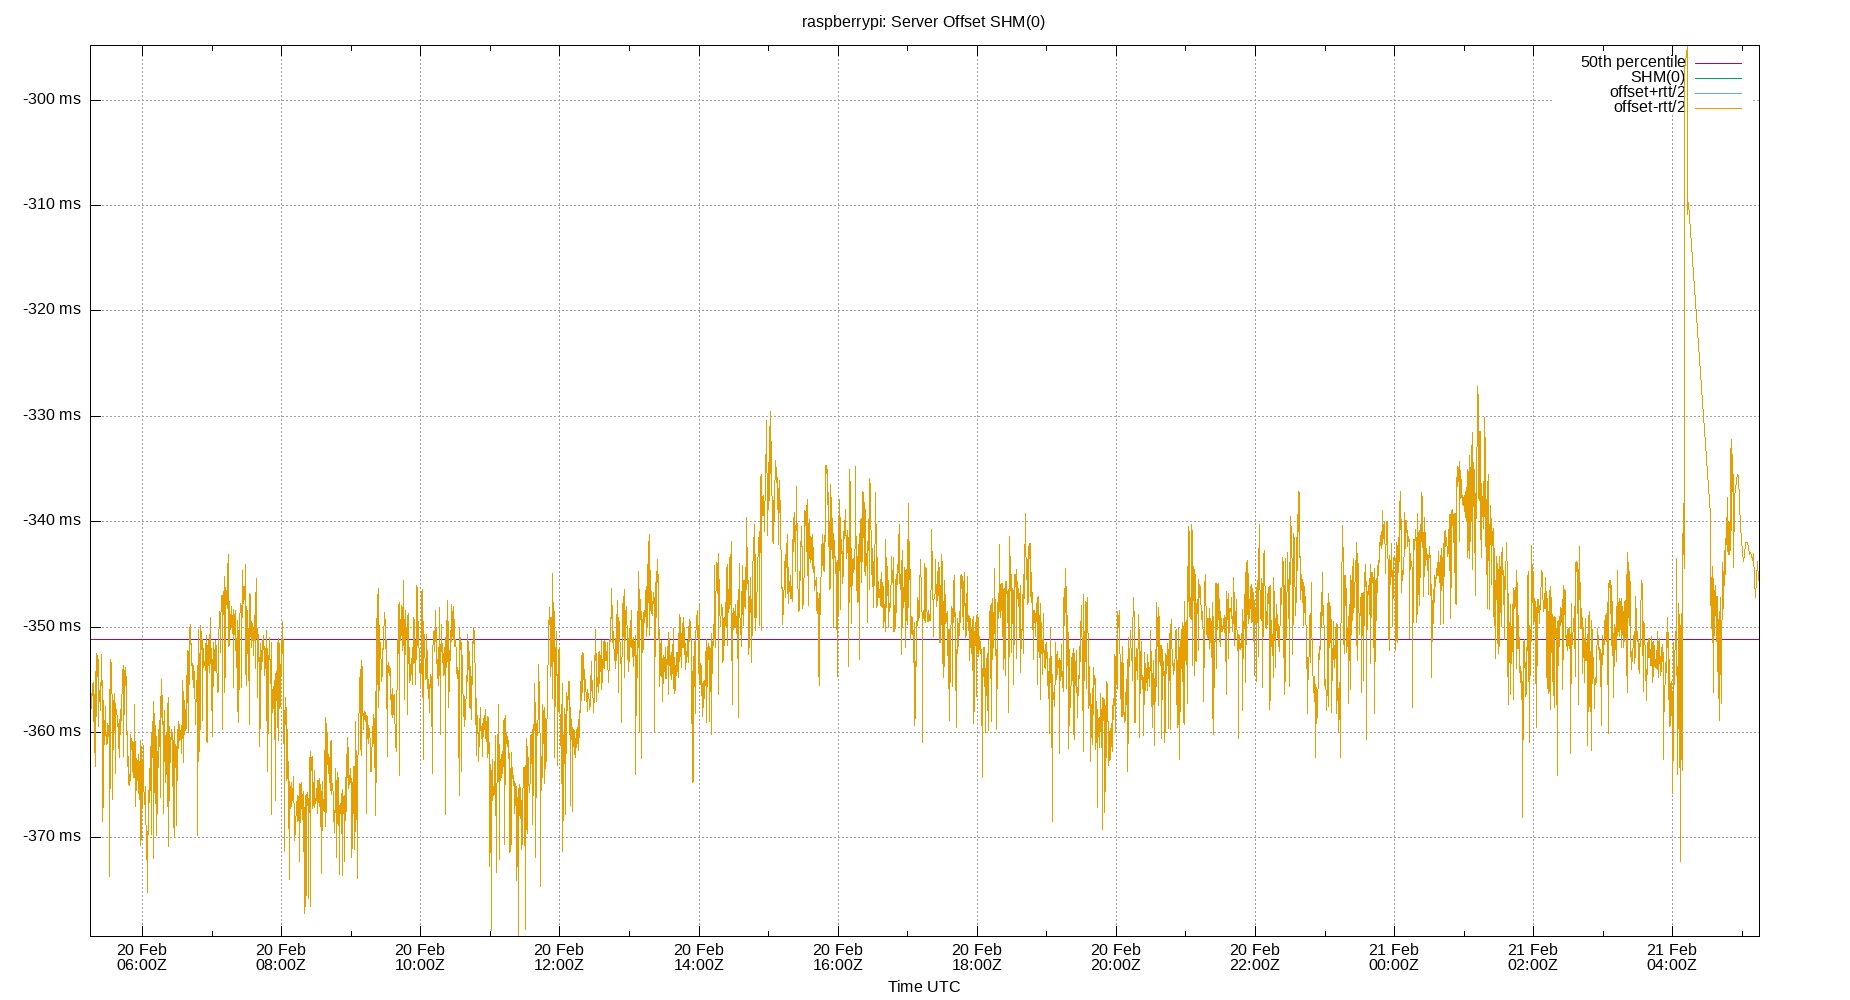 raspberrypi: Server Offset SHM(0)
50th percentile
SHM(0)
offset+rtt/2
offset-rtt/2
-300 ms
-310 ms
-320 ms
-330 ms
-340 ms
-350 ms
-360 ms
-370 ms
20 Feb 20 Feb 20 Feb 20 Feb 20 Feb 20 Feb 20 Feb 20 Feb 20 Feb 21 Feb 21 Feb 21 Feb
06:00Z 08:00Z 10:00Z 12:00Z 14:00Z 16:00Z 18:00Z 20:00Z 22:00Z 00:00Z 02:00Z 04:00Z
Time UTC